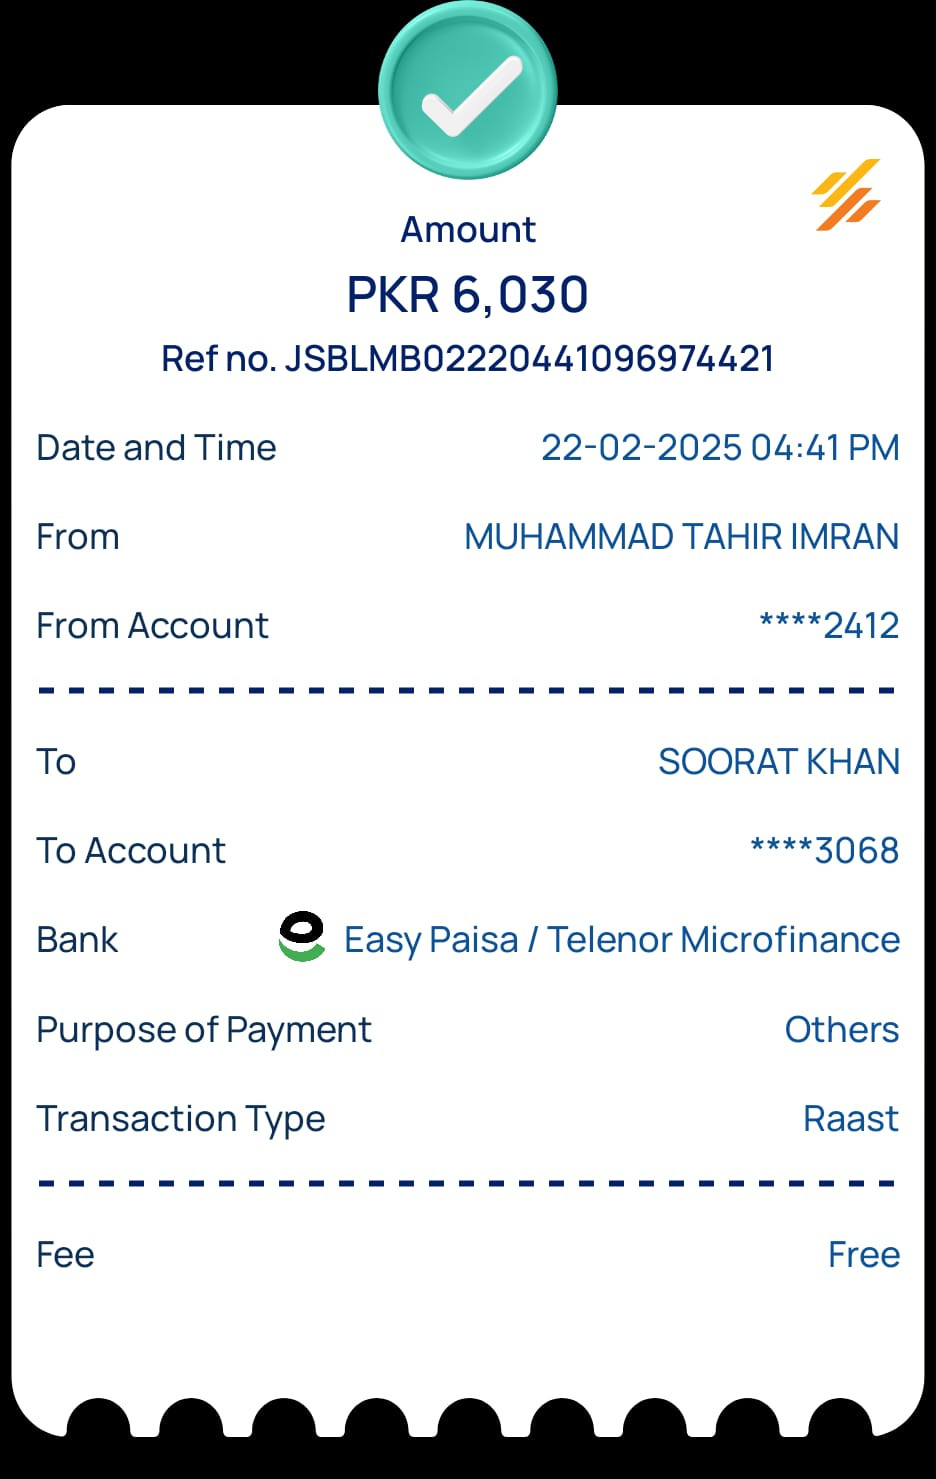 Amount
PKR 6,030
Ref no. JSBLMB02220441096974421
Date and Time 22-02-2025 04:41 PM
From MUHAMMAD TAHIR IMRAN
From Account ****2412
To SOORAT KHAN
To Account ****3068
Bank Easy Paisa / Telenor Microfinance
Purpose of Payment Others
Transaction Type Raast
Fee Free